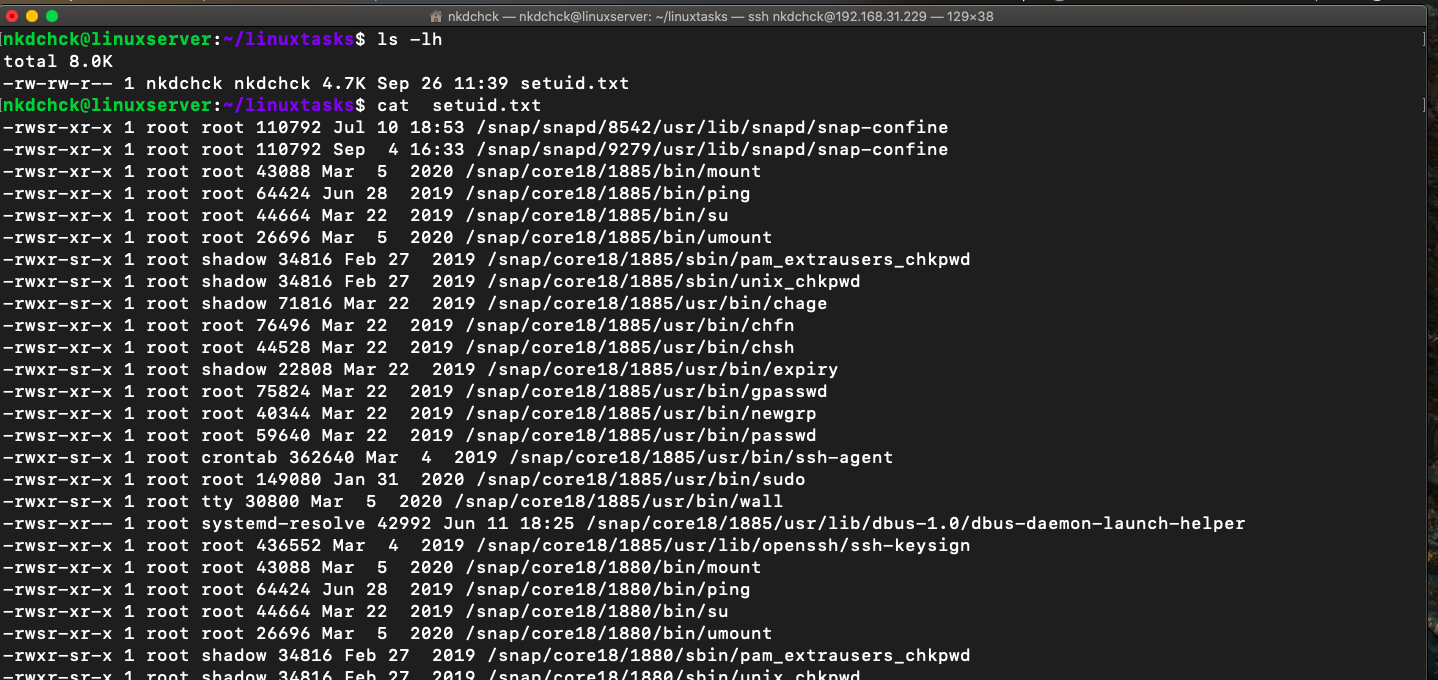 nkdchck — nkdchck@linuxserver: ~/linuxtasks — ssh nkdchck@192.168.31.229 — 129×38
[nkdchck@linuxserver:~/linuxtasks$ ls -lh ]
total 8.0K
-rw-rw-r-- 1 nkdchck nkdchck 4.7K Sep 26 11:39 setuid.txt
[nkdchck@linuxserver:~/linuxtasks$ cat  setuid.txt ]
-rwsr-xr-x 1 root root 110792 Jul 10 18:53 /snap/snapd/8542/usr/lib/snapd/snap-confine
-rwsr-xr-x 1 root root 110792 Sep  4 16:33 /snap/snapd/9279/usr/lib/snapd/snap-confine
-rwsr-xr-x 1 root root 43088 Mar  5  2020 /snap/core18/1885/bin/mount
-rwsr-xr-x 1 root root 64424 Jun 28  2019 /snap/core18/1885/bin/ping
-rwsr-xr-x 1 root root 44664 Mar 22  2019 /snap/core18/1885/bin/su
-rwsr-xr-x 1 root root 26696 Mar  5  2020 /snap/core18/1885/bin/umount
-rwxr-sr-x 1 root shadow 34816 Feb 27  2019 /snap/core18/1885/sbin/pam_extrausers_chkpwd
-rwxr-sr-x 1 root shadow 34816 Feb 27  2019 /snap/core18/1885/sbin/unix_chkpwd
-rwxr-sr-x 1 root shadow 71816 Mar 22  2019 /snap/core18/1885/usr/bin/chage
-rwsr-xr-x 1 root root 76496 Mar 22  2019 /snap/core18/1885/usr/bin/chfn
-rwsr-xr-x 1 root root 44528 Mar 22  2019 /snap/core18/1885/usr/bin/chsh
-rwxr-sr-x 1 root shadow 22808 Mar 22  2019 /snap/core18/1885/usr/bin/expiry
-rwsr-xr-x 1 root root 75824 Mar 22  2019 /snap/core18/1885/usr/bin/gpasswd
-rwsr-xr-x 1 root root 40344 Mar 22  2019 /snap/core18/1885/usr/bin/newgrp
-rwsr-xr-x 1 root root 59640 Mar 22  2019 /snap/core18/1885/usr/bin/passwd
-rwxr-sr-x 1 root crontab 362640 Mar  4  2019 /snap/core18/1885/usr/bin/ssh-agent
-rwsr-xr-x 1 root root 149080 Jan 31  2020 /snap/core18/1885/usr/bin/sudo
-rwxr-sr-x 1 root tty 30800 Mar  5  2020 /snap/core18/1885/usr/bin/wall
-rwsr-xr-- 1 root systemd-resolve 42992 Jun 11 18:25 /snap/core18/1885/usr/lib/dbus-1.0/dbus-daemon-launch-helper
-rwsr-xr-x 1 root root 436552 Mar  4  2019 /snap/core18/1885/usr/lib/openssh/ssh-keysign
-rwsr-xr-x 1 root root 43088 Mar  5  2020 /snap/core18/1880/bin/mount
-rwsr-xr-x 1 root root 64424 Jun 28  2019 /snap/core18/1880/bin/ping
-rwsr-xr-x 1 root root 44664 Mar 22  2019 /snap/core18/1880/bin/su
-rwsr-xr-x 1 root root 26696 Mar  5  2020 /snap/core18/1880/bin/umount
-rwxr-sr-x 1 root shadow 34816 Feb 27  2019 /snap/core18/1880/sbin/pam_extrausers_chkpwd
-rwxr-sr-x 1 root shadow 34816 Feb 27  2019 /snap/core18/1880/sbin/unix_chkpwd